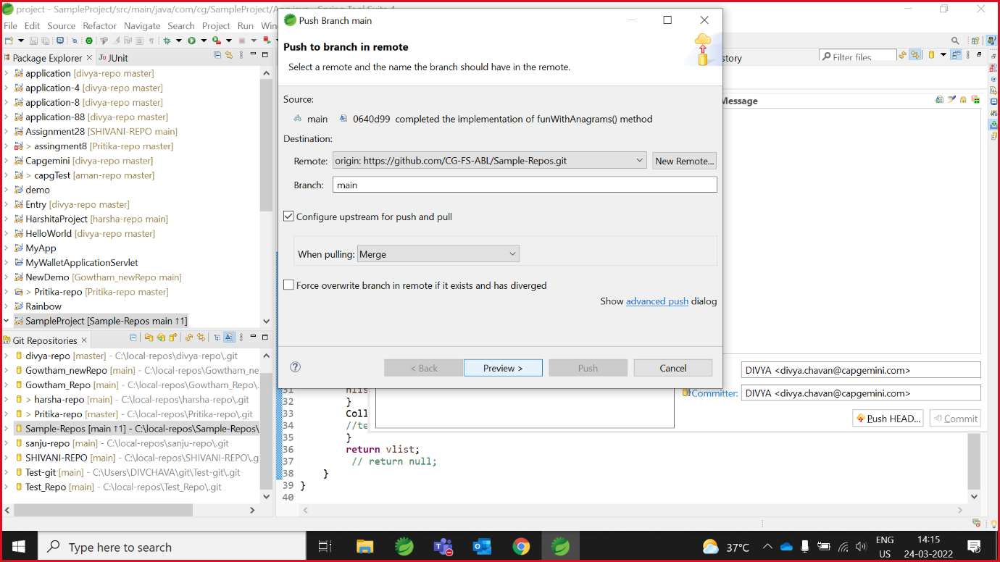 project - SampleProject/src/main/java/com/cg/SampleProject/App.java - Spring Tool Suite 4
File Edit Source Refactor Navigate Search Project Run
Package Explorer
JUnit
application [divya-repo master]
application-4 [divya-repo master]
application-8 [divya-repo master]
application-88 [divya-repo master]
Assignment28 [SHIVANI-REPO main]
> assingment8 [Pritika-repo master]
Capgemini [divya-repo master]
> capgTest [aman-repo master]
demo
Entry [divya-repo master]
HarshitaProject [harsha-repo main]
HelloWorld [divya-repo master]
MyApp
MyWalletApplicationServlet
NewDemo [Gowtham_newRepo main]
> Pritika-repo [Pritika-repo master]
Rainbow
SampleProject [Sample-Repos main ↑1]
Git Repositories
divya-repo [master] - C:\local-repos\divya-repo\.git
Gowtham_newRepo [main] - C:\local-repos\Gowtham_ne
Gowtham_Repo [main] - C:\local-repos\Gowtham_Repo\.
> harsha-repo [main] - C:\local-repos\harsha-repo\.git
> Pritika-repo [master] - C:\local-repos\Pritika-repo\.git
Sample-Repos [main ↑1] - C:\local-repos\Sample-Repos\
sanju-repo [main] - C:\local-repos\sanju-repo\.git
SHIVANI-REPO [main] - C:\local-repos\SHIVANI-REPO\.g
Test-git [main] - C:\Users\DIVCHAVA\git\Test-git\.git
Test_Repo [main] - C:\local-repos\Test_Repo\.git
Push Branch main
Push to branch in remote
Select a remote and the name the branch should have in the remote.
Source:
main 0640d99 completed the implementation of funWithAnagrams() method
Destination:
Remote: origin: https://github.com/CG-FS-ABL/Sample-Repos.git New Remote...
Branch: main
Configure upstream for push and pull
When pulling: Merge
Force overwrite branch in remote if it exists and has diverged
Show advanced push dialog
< Back Preview > Push Cancel
Filter files
Message
DIVYA <divya.chavan@capgemini.com>
Committer: DIVYA <divya.chavan@capgemini.com>
Push HEAD... Commit
31
32 }
33 Coll
34 //te
35 }
36 return vlist;
37 // return null;
38 }
39 }
40
Type here to search
37°C
ENG
US
14:15
24-03-2022